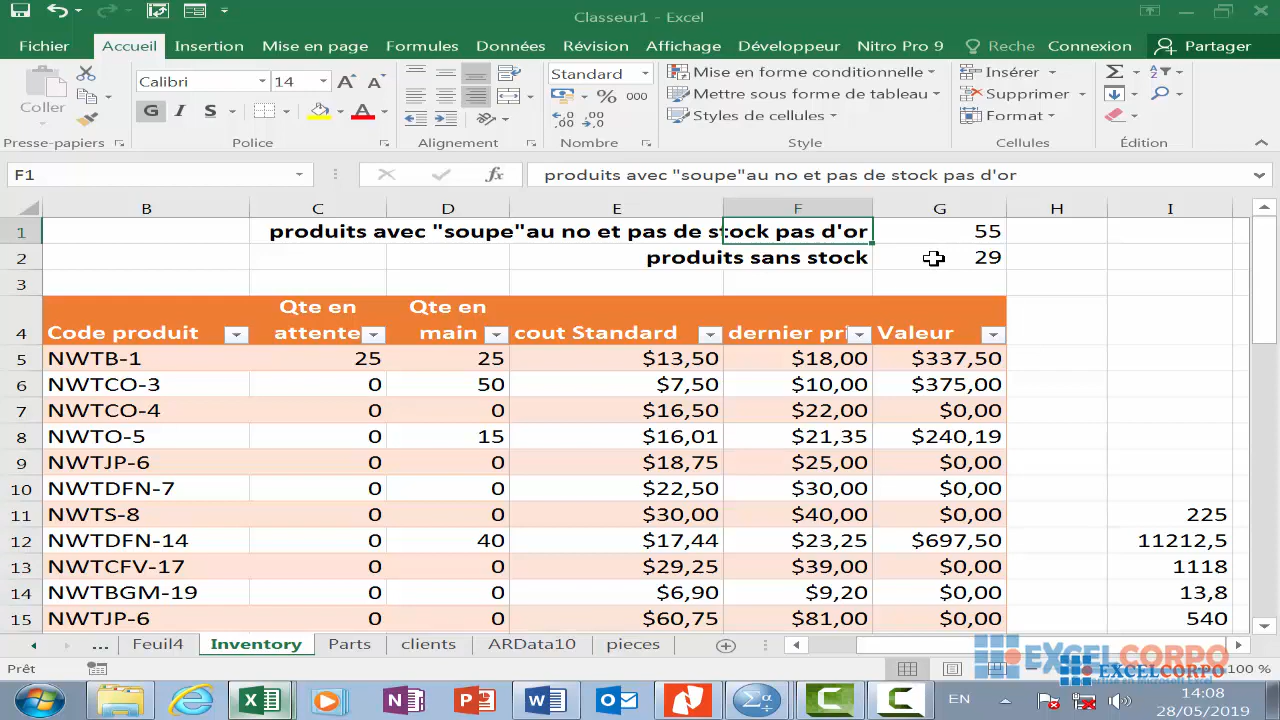 Classeur1 - Excel
Fichier Accueil Insertion Mise en page Formules Données Révision Affichage Développeur Nitro Pro 9 Reche Connexion Partager
Coller
Calibri 14
G I S
Standard
% 000
Mise en forme conditionnelle
Mettre sous forme de tableau
Styles de cellules
Insérer
Supprimer
Format
Presse-papiers Police Alignement Nombre Style Cellules Édition
F1 fx produits avec "soupe"au no et pas de stock pas d'or
B C D E F G H I
1 produits avec "soupe"au no et pas de stock pas d'or 55
2 produits sans stock 29
3
4 Code produit Qte en attente Qte en main cout Standard dernier pri Valeur
5 NWTB-1 25 25 $13,50 $18,00 $337,50
6 NWTCO-3 0 50 $7,50 $10,00 $375,00
7 NWTCO-4 0 0 $16,50 $22,00 $0,00
8 NWTO-5 0 15 $16,01 $21,35 $240,19
9 NWTJP-6 0 0 $18,75 $25,00 $0,00
10 NWTDFN-7 0 0 $22,50 $30,00 $0,00
11 NWTS-8 0 0 $30,00 $40,00 $0,00 225
12 NWTDFN-14 0 40 $17,44 $23,25 $697,50 11212,5
13 NWTCFV-17 0 0 $29,25 $39,00 $0,00 1118
14 NWTBGM-19 0 0 $6,90 $9,20 $0,00 13,8
15 NWTJP-6 0 0 $60,75 $81,00 $0,00 540
... Feuil4 Inventory Parts clients ARData10 pieces
EXCELCORPO
EXCELCORPO
Prêt 100 %
EN 14:08
28/05/2019